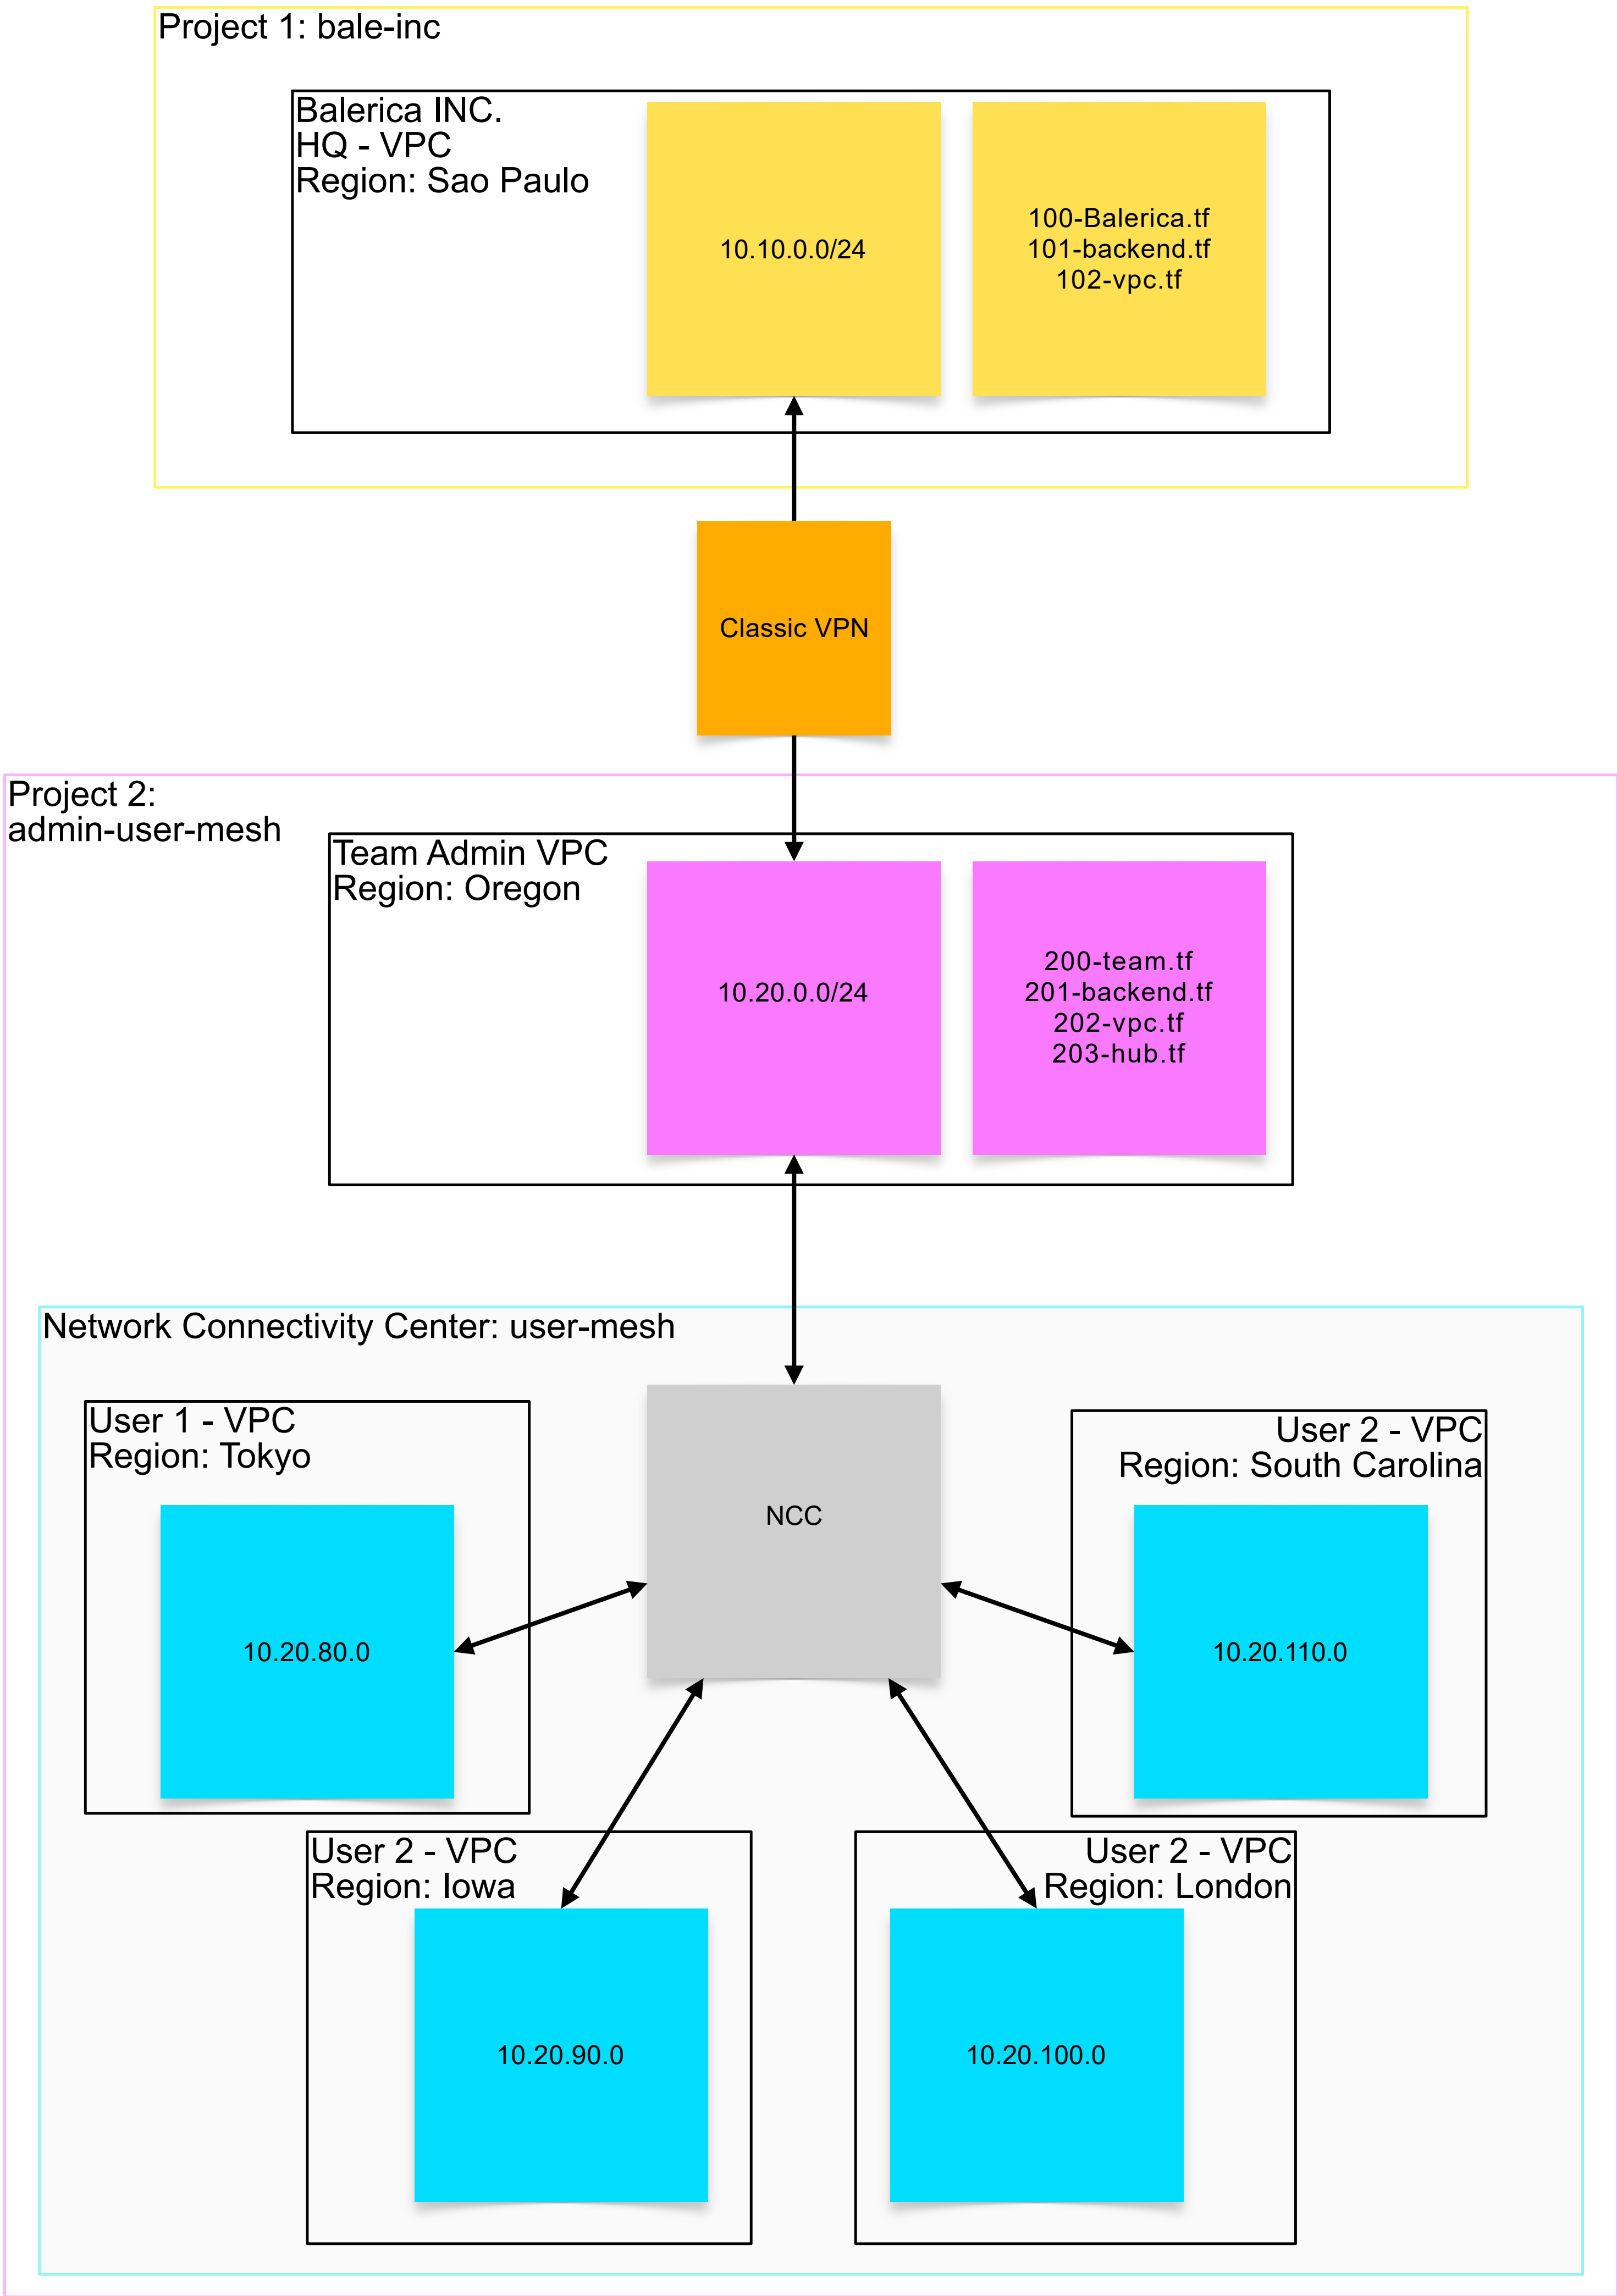 Project 1: bale-inc
Balerica INC.
HQ - VPC
Region: Sao Paulo
10.10.0.0/24
100-Balerica.tf
101-backend.tf
102-vpc.tf
Classic VPN
Project 2:
admin-user-mesh
Team Admin VPC
Region: Oregon
10.20.0.0/24
200-team.tf
201-backend.tf
202-vpc.tf
203-hub.tf
Network Connectivity Center: user-mesh
User 1 - VPC
Region: Tokyo
10.20.80.0
NCC
User 2 - VPC
Region: South Carolina
10.20.110.0
User 2 - VPC
Region: Iowa
10.20.90.0
User 2 - VPC
Region: London
10.20.100.0